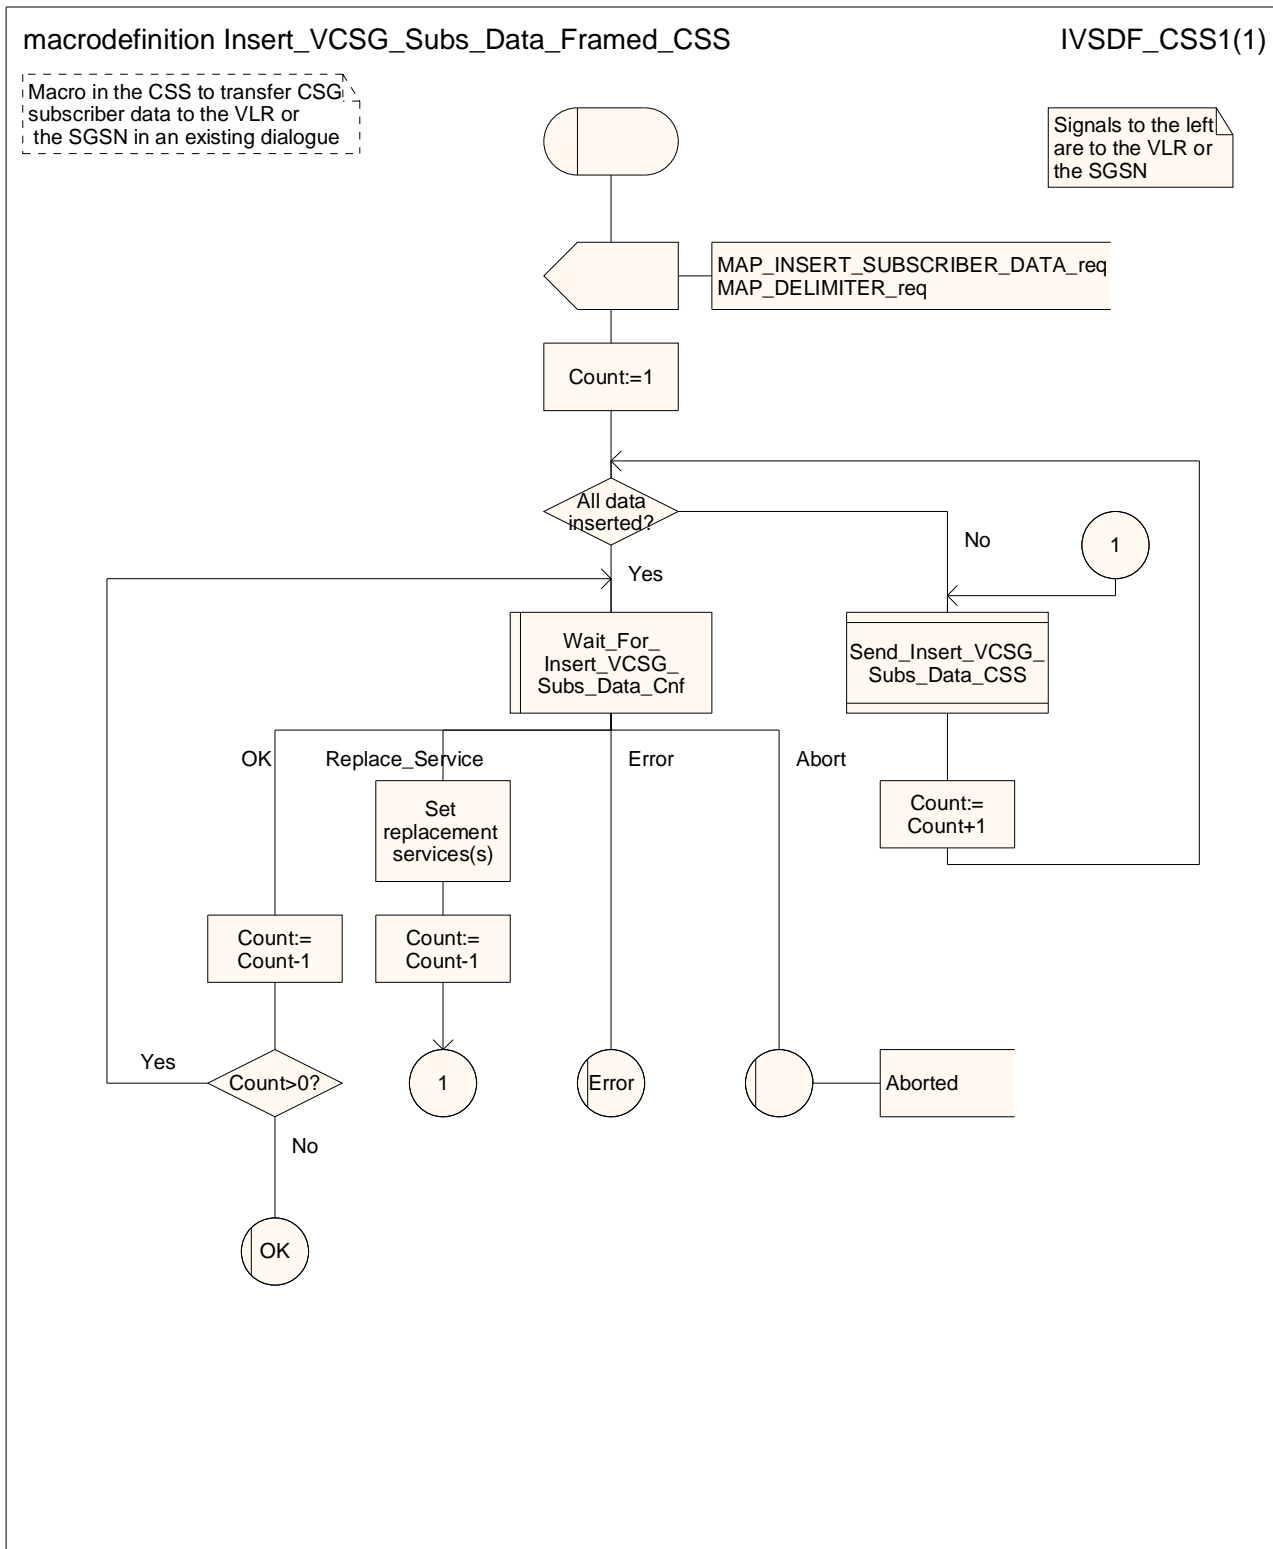 macrodefinition Insert_VCSG_Subs_Data_Framed_CSS
IVSDF_CSS1(1)
Macro in the CSS to transfer CSG
subscriber data to the VLR or
the SGSN in an existing dialogue
Signals to the left
are to the VLR or
the SGSN
MAP_INSERT_SUBSCRIBER_DATA_req
MAP_DELIMITER_req
Count:=1
All data
inserted?
No
1
Yes
Wait_For_
Insert_VCSG_
Subs_Data_Cnf
Send_Insert_VCSG_
Subs_Data_CSS
OK
Replace_Service
Error
Abort
Set
replacement
services(s)
Count:=
Count+1
Count:=
Count-1
Count:=
Count-1
Yes
Count>0?
1
Error
Aborted
No
OK